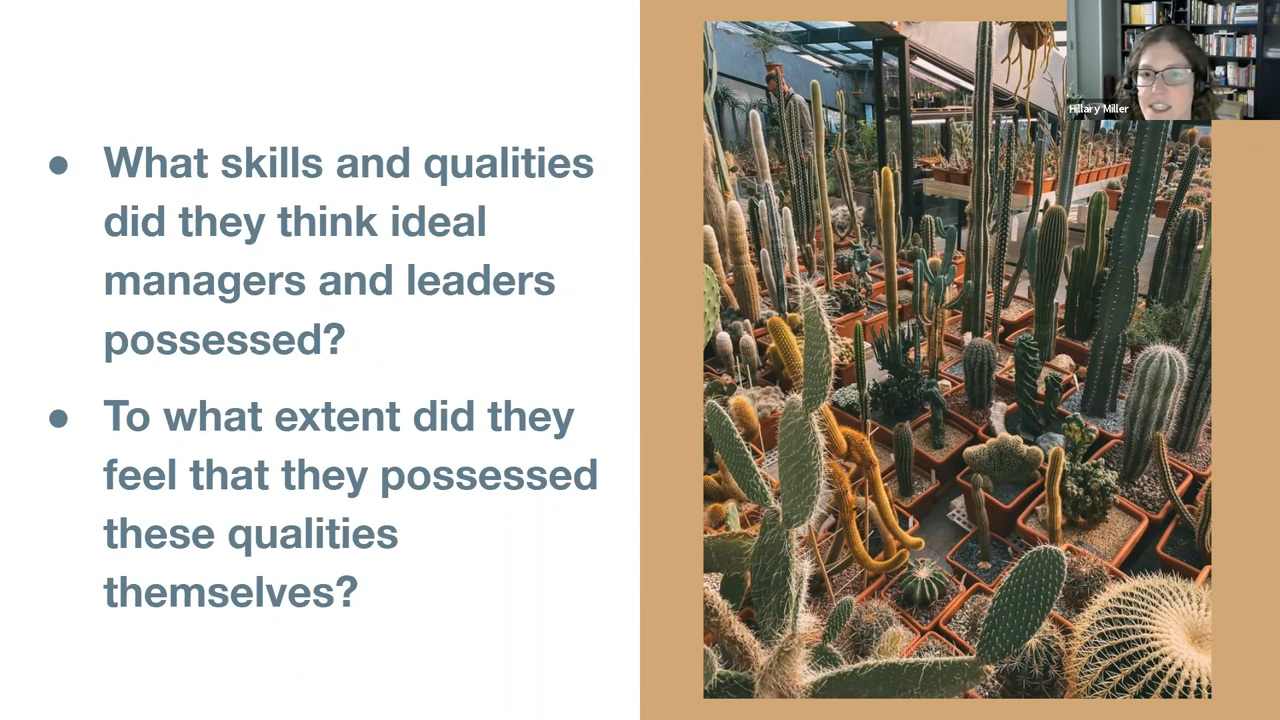 ● What skills and qualities
did they think ideal
managers and leaders
possessed?
● To what extent did they
feel that they possessed
these qualities
themselves?
Hillary Miller